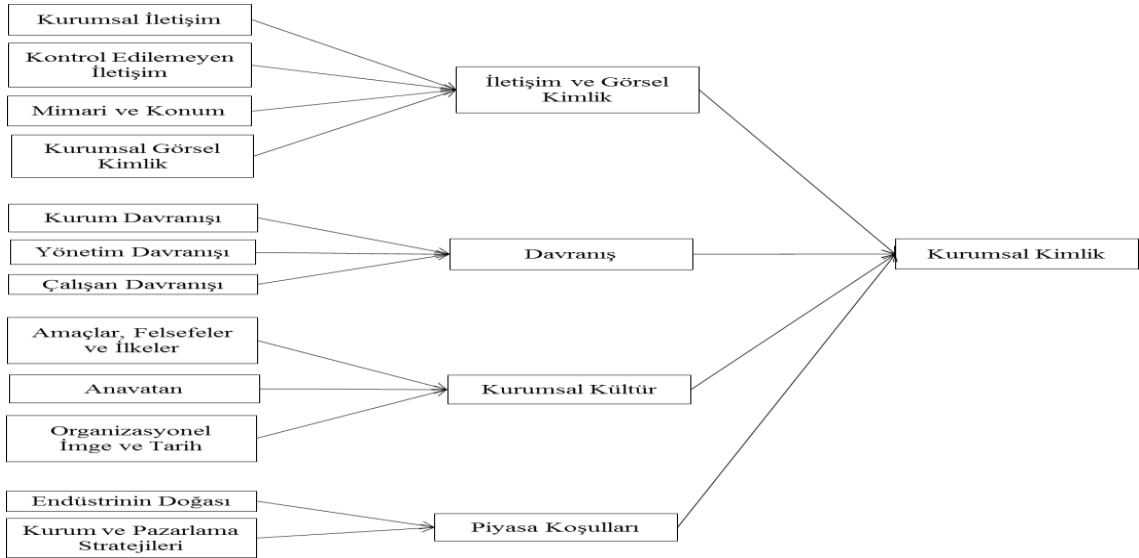 Kurumsal İletişim
Kontrol Edilemeyen
İletişim
Mimari ve Konum
Kurumsal Görsel
Kimlik
İletişim ve Görsel
Kimlik
Kurum Davranışı
Yönetim Davranışı
Çalışan Davranışı
Davranış
Kurumsal Kimlik
Amaçlar, Felsefeler
ve İlkeler
Anavatan
Organizasyonel
İmge ve Tarih
Kurumsal Kültür
Endüstrinin Doğası
Kurum ve Pazarlama
Stratejileri
Piyasa Koşulları